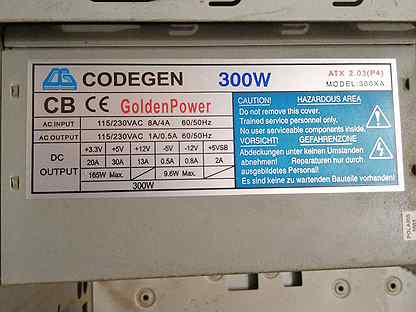 CODEGEN 300W ATX 2.03(P4)
MODEL:300XA
CB CE GoldenPower
AC INPUT 115/230VAC 8A/4A 60/50Hz
AC OUTPUT 115/230VAC 1A/0.5A 60/50Hz
DC OUTPUT
+3.3V +5V +12V -5V -12V +5VSB
20A 30A 13A 0.5A 0.8A 2A
165W Max. 9.6W Max.
300W
CAUTION! HAZARDOUS AREA
Do not remove this cover.
Trained service personnel only.
No user serviceable components inside.
VORSICHT! GEFAHRENZONE
Abdeckungen unter keinen Umstanden
abnehmen! Reparaturen nur durch
ausgebildetes Personal!
Es sind keine zu wartenden Bauteile vorhanden!
POLARIS